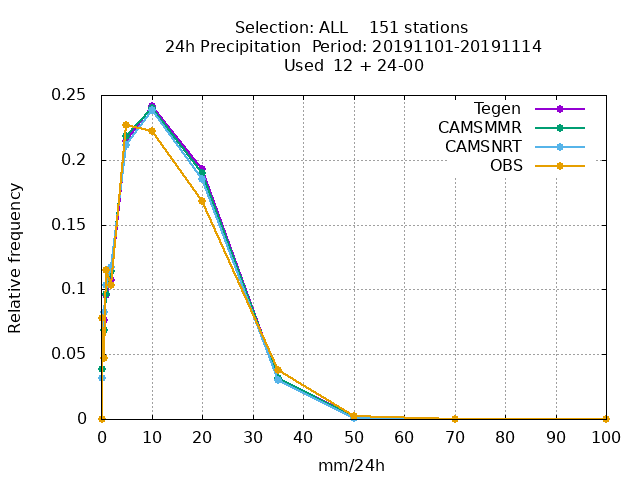 Selection: ALL    151 stations
24h Precipitation  Period: 20191101-20191114
Used  12 + 24-00
Tegen
CAMSMMR
CAMSNRT
OBS
Relative frequency
0.25
0.2
0.15
0.1
0.05
0
0 10 20 30 40 50 60 70 80 90 100
mm/24h